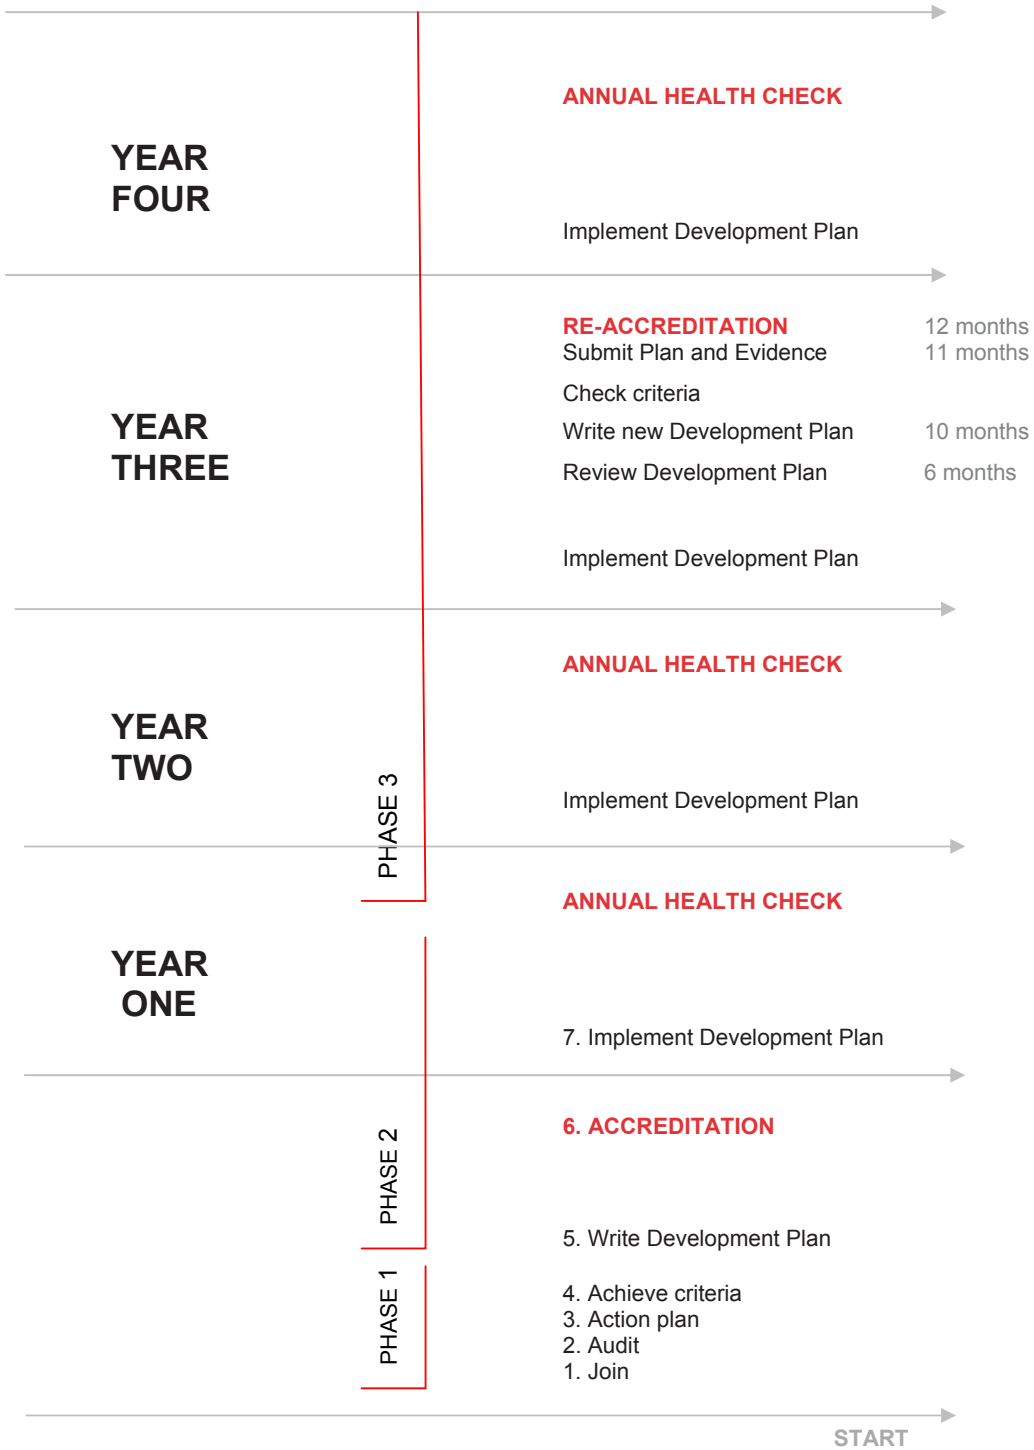 ANNUAL HEALTH CHECK
YEAR
FOUR
Implement Development Plan
RE-ACCREDITATION 12 months
Submit Plan and Evidence 11 months
Check criteria
YEAR
THREE
Write new Development Plan 10 months
Review Development Plan 6 months
Implement Development Plan
ANNUAL HEALTH CHECK
YEAR
TWO
PHASE 3
Implement Development Plan
ANNUAL HEALTH CHECK
YEAR
ONE
7. Implement Development Plan
6. ACCREDITATION
PHASE 2
5. Write Development Plan
PHASE 1
4. Achieve criteria
3. Action plan
2. Audit
1. Join
START